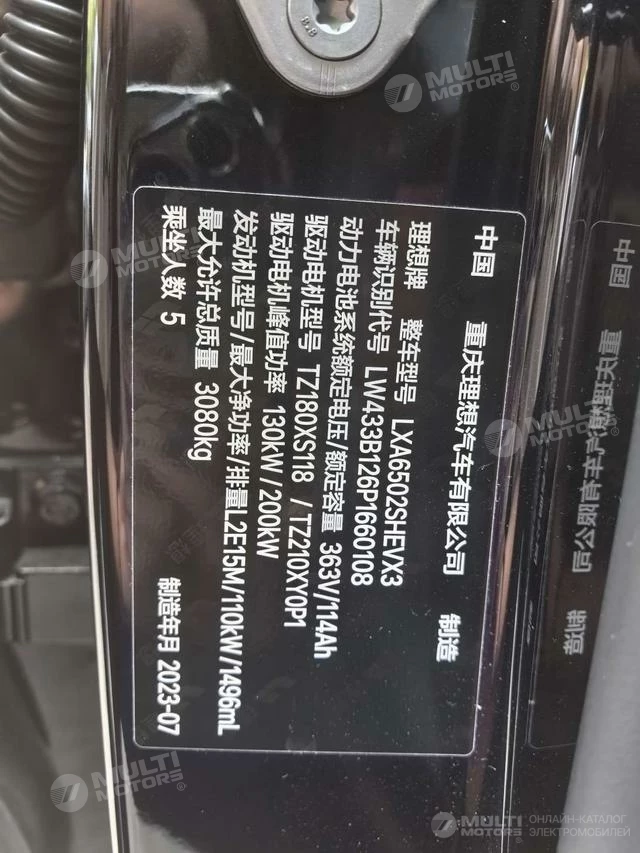 中国 重庆理想汽车有限公司 制造
理想牌 整车型号 LXA6502SHEVX3
车辆识别代号 LW433B126P1660108
动力电池系统额定电压/额定容量 363V/114Ah
驱动电机型号 TZ180XS118 / TZ210XY0P1
驱动电机峰值功率 130kW/200kW
发动机型号/最大净功率/排量L2E15M/110kW/1496mL
最大允许总质量 3080kg
乘坐人数 5 制造年月 2023-07
MULTI
MOTORS®
MULTI
MOTORS®
MULTI
MOTORS®
MULTI
MOTORS®
MULTI
MOTORS®
ОНЛАЙН-КАТАЛОГ
ЭЛЕКТРОМОБИЛЕЙ